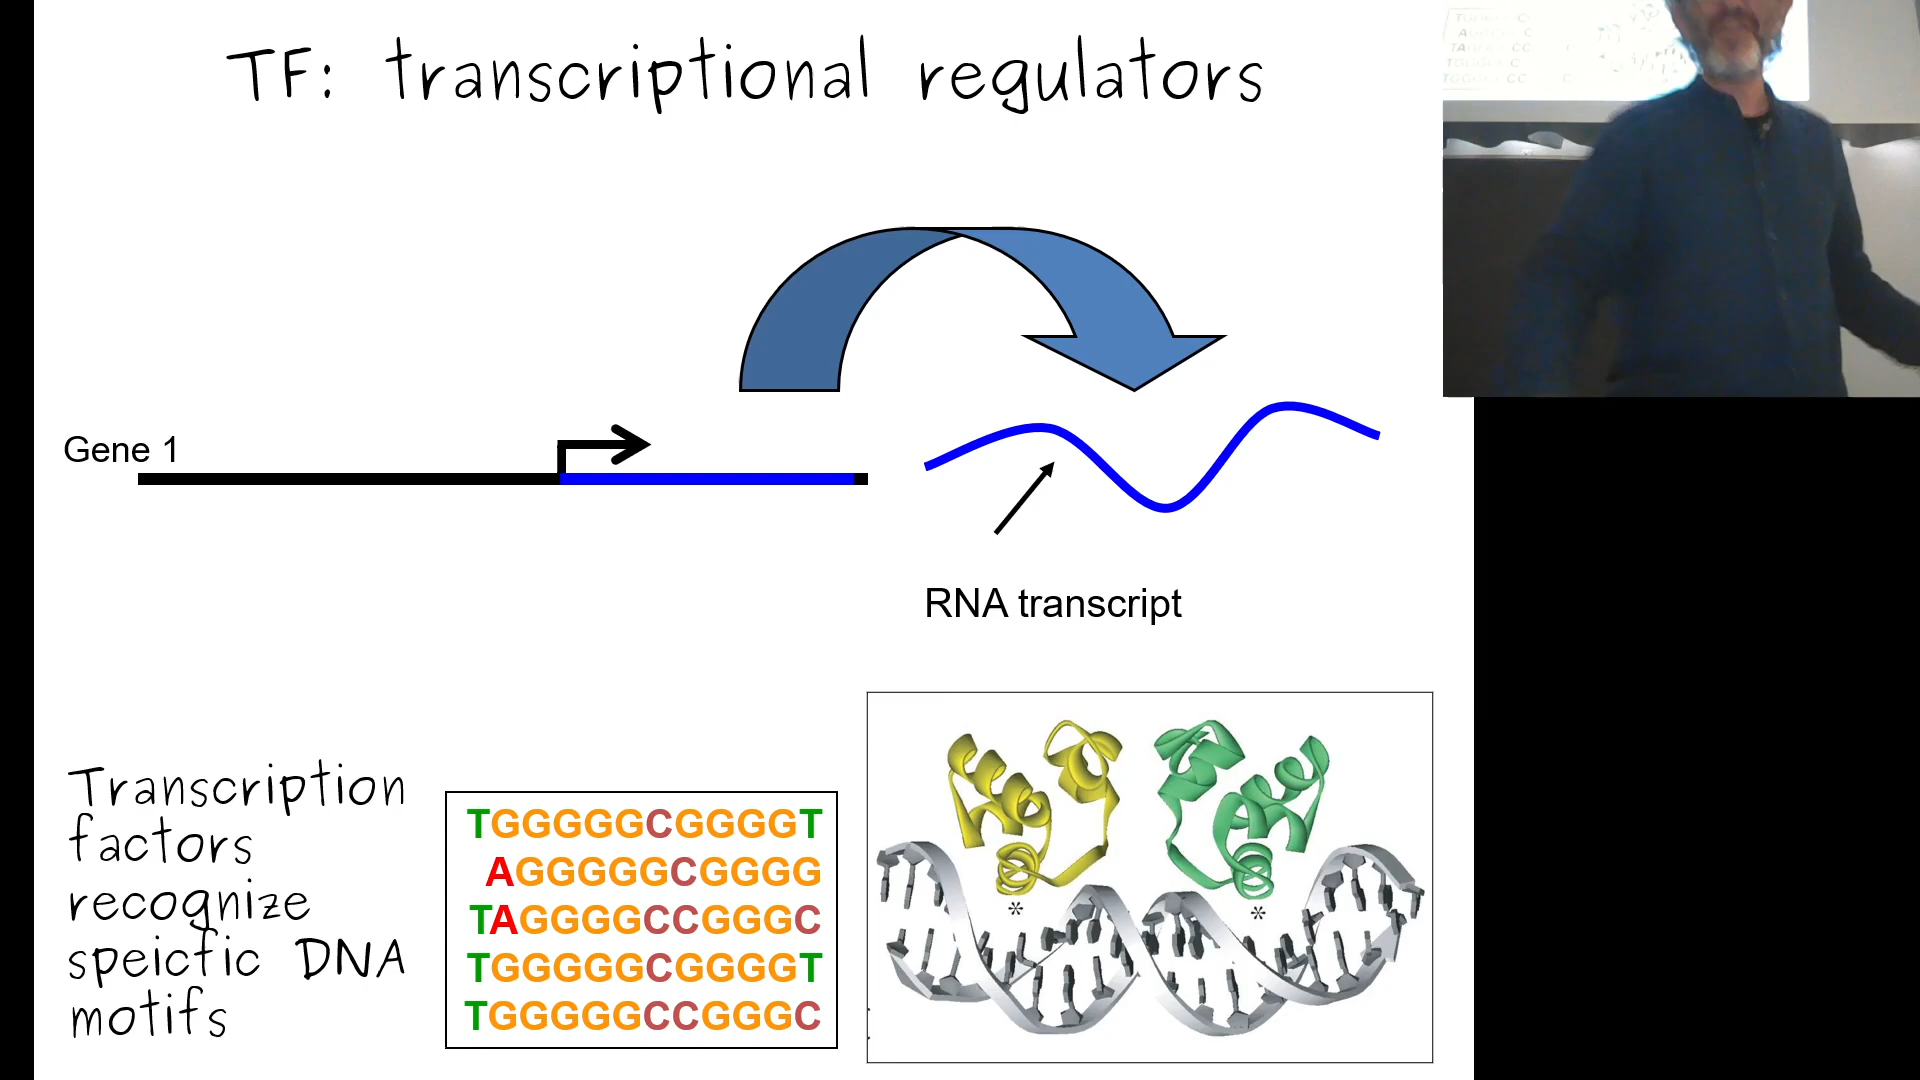 TF: transcriptional regulators
Gene 1
RNA transcript
Transcription
factors
recognize
speicfic DNA
motifs
TGGGGGCGGGGT
AGGGGGCGGGG
TAGGGGCCGGGC
TGGGGGCGGGGT
TGGGGGCCGGGC
*
*